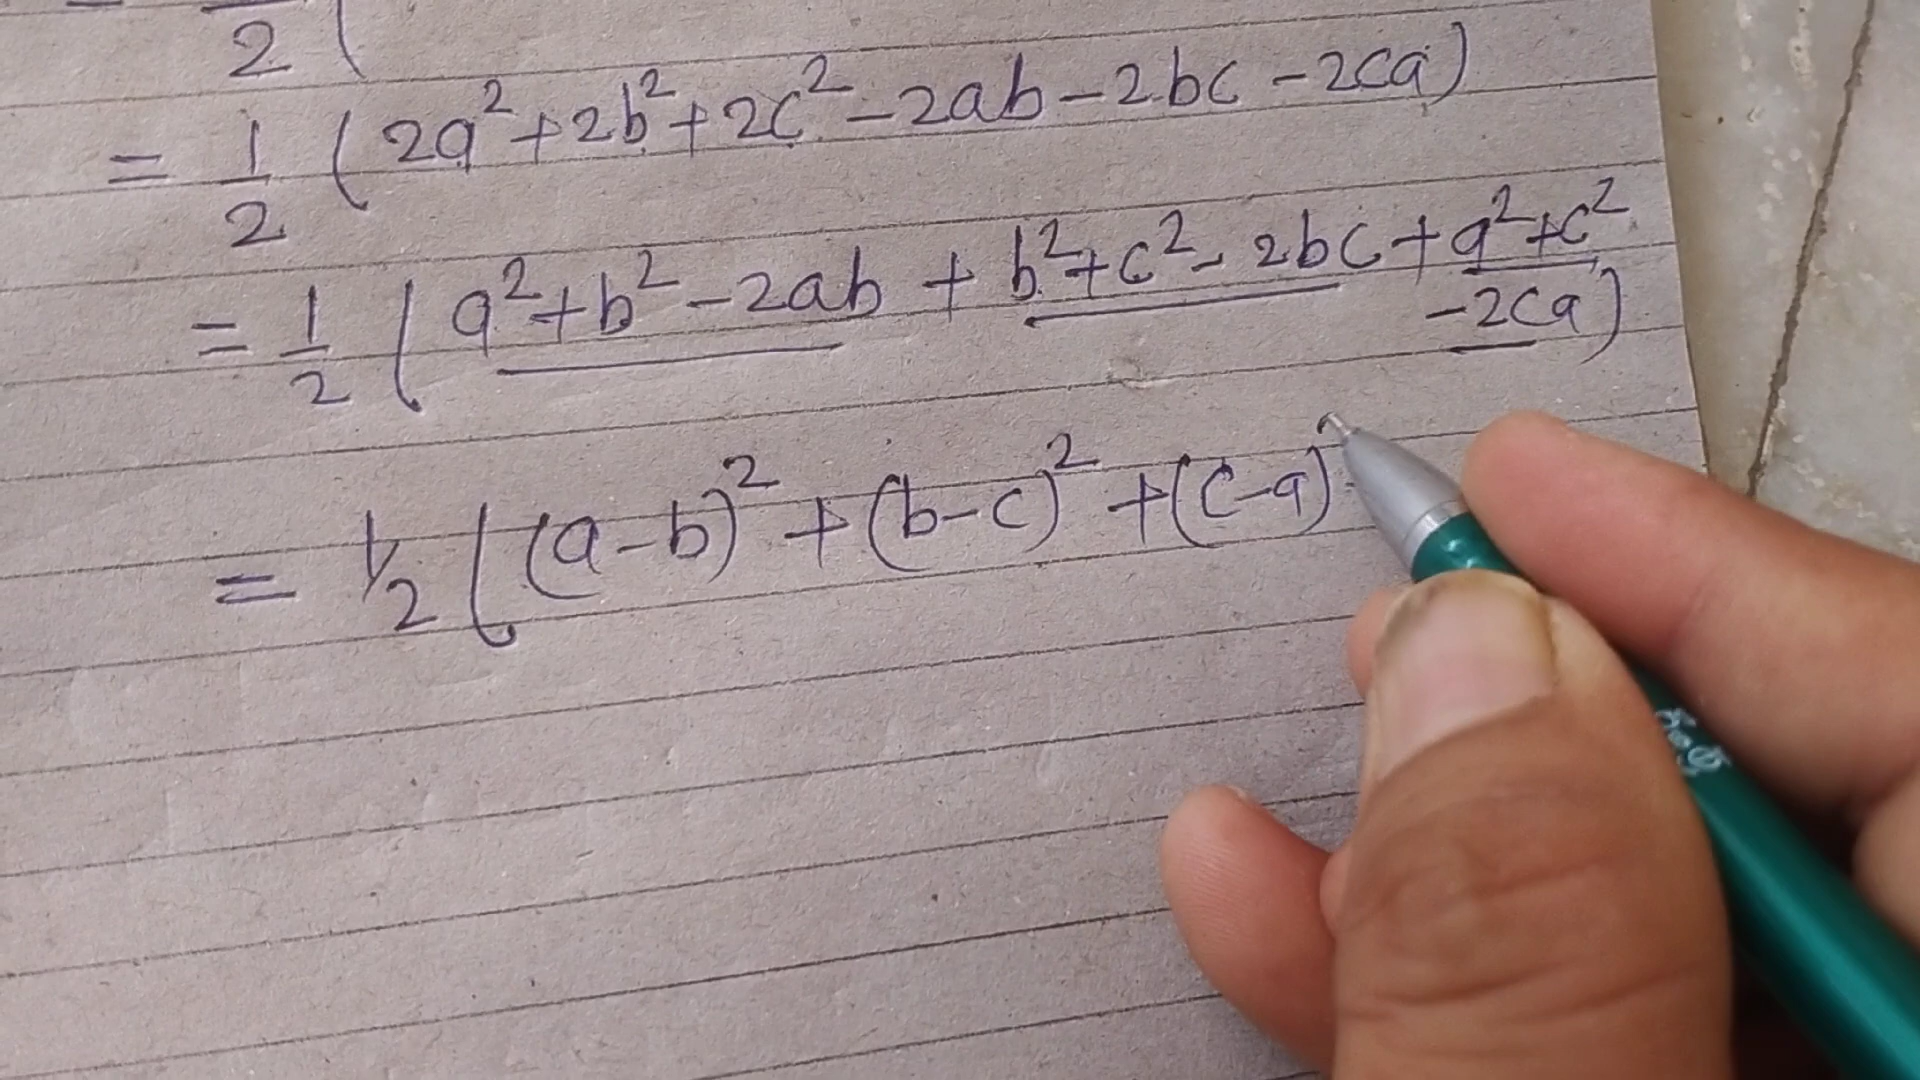 = 1/2 (
= 1/2 (2a²+2b²+2c²-2ab-2bc-2ca)
= 1/2 (a²+b²-2ab + b²+c²-2bc+a²+c²
-2ca)
= 1/2 ((a-b)²+(b-c)²+(c-a)